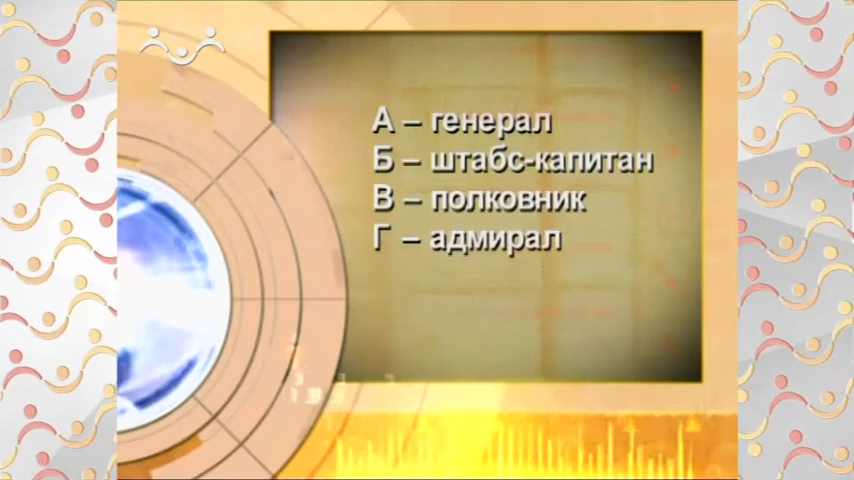 А – генерал
Б – штабс-капитан
В – полковник
Г – адмирал